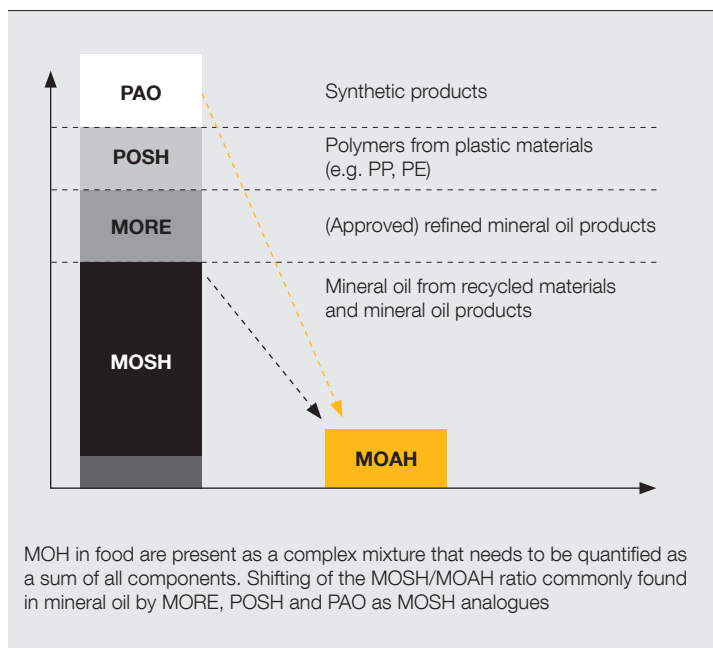 PAO
Synthetic products
POSH
Polymers from plastic materials
(e.g. PP, PE)
MORE
(Approved) refined mineral oil products
Mineral oil from recycled materials
and mineral oil products
MOSH
MOAH
MOH in food are present as a complex mixture that needs to be quantified as
a sum of all components. Shifting of the MOSH/MOAH ratio commonly found
in mineral oil by MORE, POSH and PAO as MOSH analogues